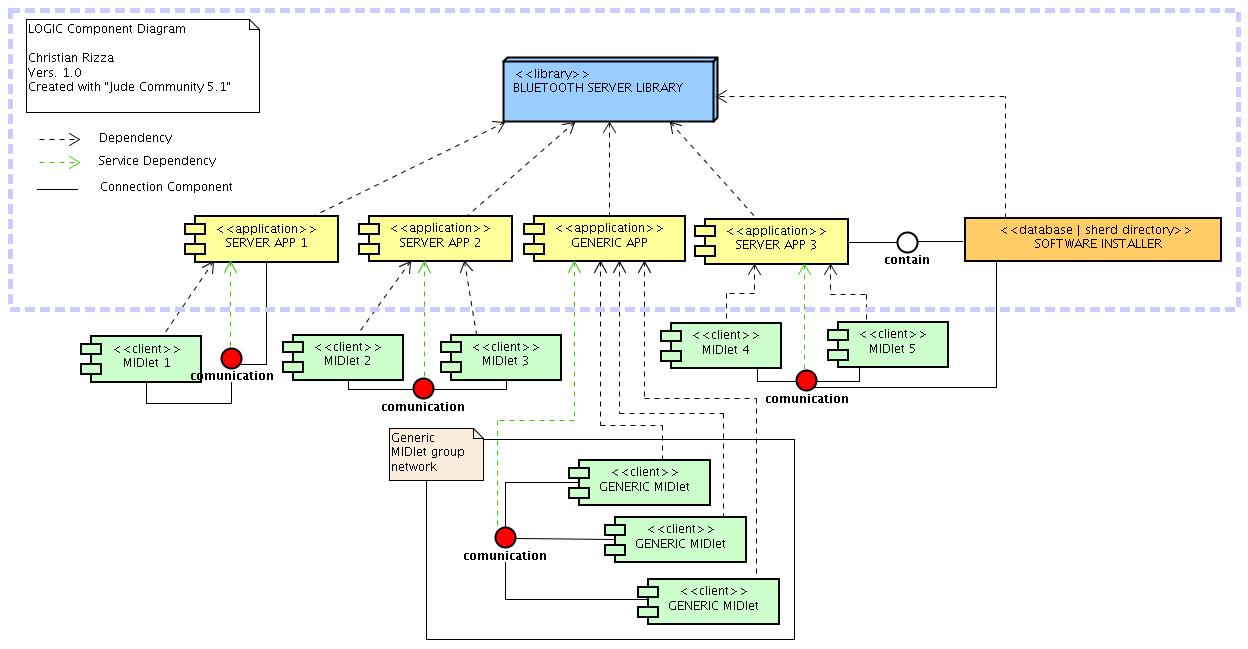 LOGIC Component Diagram
Christian Rizza
Vers. 1.0
Created with "Jude Community 5.1"
Dependency
Service Dependency
Connection Component
<<library>>
BLUETOOTH SERVER LIBRARY
<<application>>
SERVER APP 1
<<application>>
SERVER APP 2
<<appplication>>
GENERIC APP
<<application>>
SERVER APP 3
contain
<<database | sherd directory>>
SOFTWARE INSTALLER
<<client>>
MIDlet 1
comunication
<<client>>
MIDlet 2
<<client>>
MIDlet 3
comunication
<<client>>
MIDlet 4
<<client>>
MIDlet 5
comunication
Generic
MIDlet group
network
<<client>>
GENERIC MIDlet
<<client>>
GENERIC MIDlet
comunication
<<client>>
GENERIC MIDlet